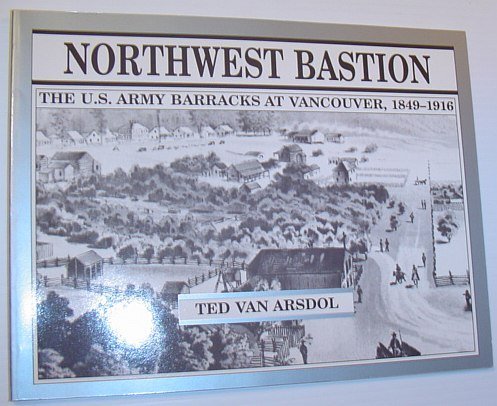 NORTHWEST BASTION
THE U.S. ARMY BARRACKS AT VANCOUVER, 1849–1916
TED VAN ARSDOL